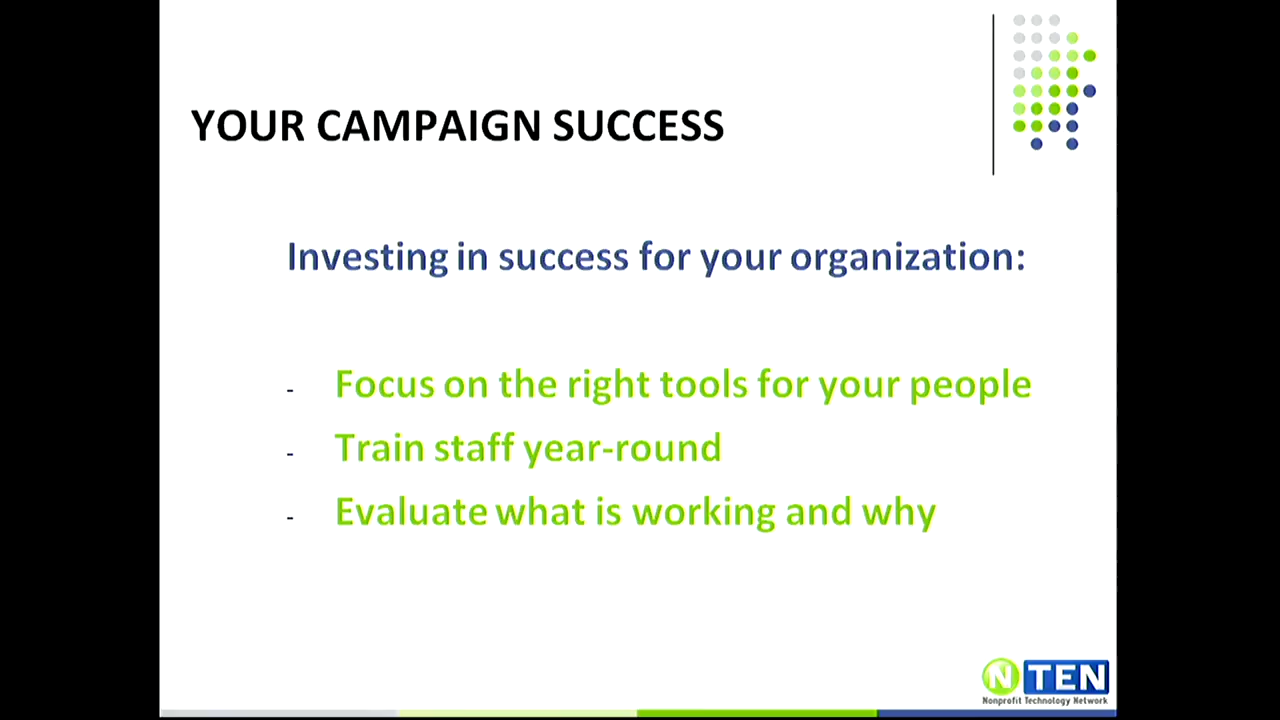 YOUR CAMPAIGN SUCCESS
Investing in success for your organization:
- Focus on the right tools for your people
- Train staff year-round
- Evaluate what is working and why
NTEN
Nonprofit Technology Network